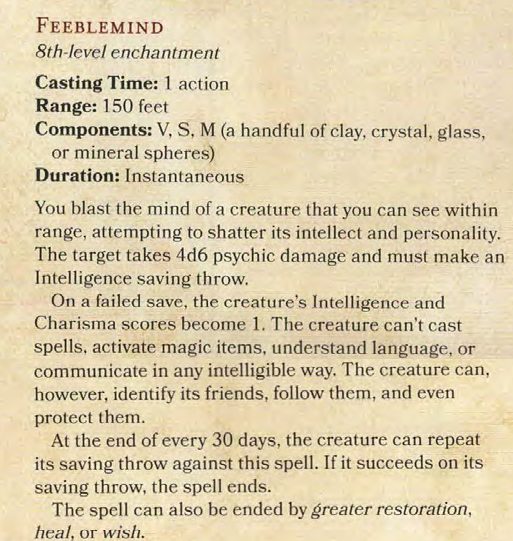 FEEBLEMIND
8th-level enchantment
Casting Time: 1 action
Range: 150 feet
Components: V, S, M (a handful of clay, crystal, glass,
or mineral spheres)
Duration: Instantaneous
You blast the mind of a creature that you can see within
range, attempting to shatter its intellect and personality.
The target takes 4d6 psychic damage and must make an
Intelligence saving throw.
On a failed save, the creature's Intelligence and
Charisma scores become 1. The creature can't cast
spells, activate magic items, understand language, or
communicate in any intelligible way. The creature can,
however, identify its friends, follow them, and even
protect them.
At the end of every 30 days, the creature can repeat
its saving throw against this spell. If it succeeds on its
saving throw, the spell ends.
The spell can also be ended by greater restoration,
heal, or wish.